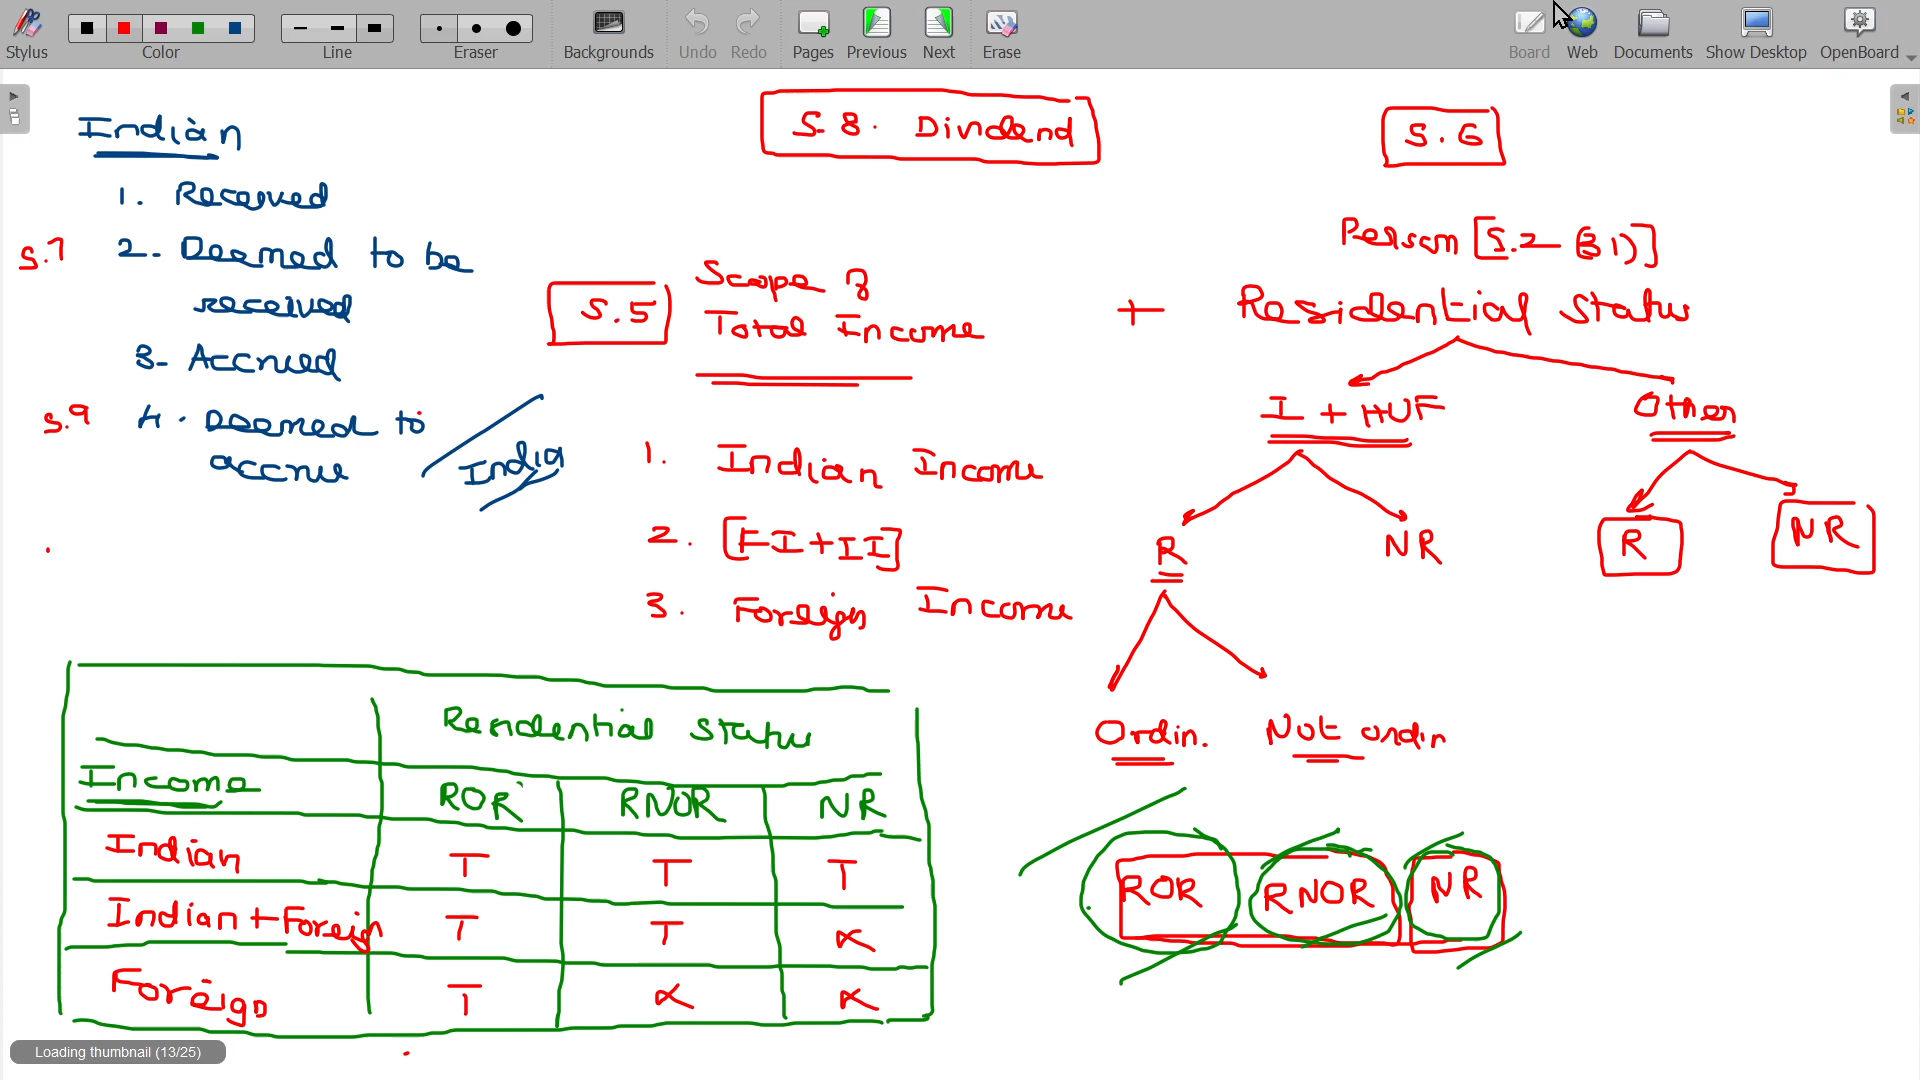 Stylus
Color
Line
Eraser
Backgrounds
Undo
Redo
Pages
Previous
Next
Erase
Board
Web
Documents
Show Desktop
OpenBoard
Indian
1. Received
S.7 2. Deemed to be
received
3. Accrued
S.9 4. Deemed to
accrue
India
S.8. Dividend
S.5 Scope of
Total Income
1. Indian Income
2. [FI+II]
3. Foreign Income
S.6
Person [S.2 (31)]
+ Residential Status
I + HUF Other
R NR R NR
Ordin. Not ordin
ROR RNOR NR
Residential Status
Income ROR RNOR NR
Indian T T T
Indian + Foreign T T x
Foreign T x x
Loading thumbnail (13/25)